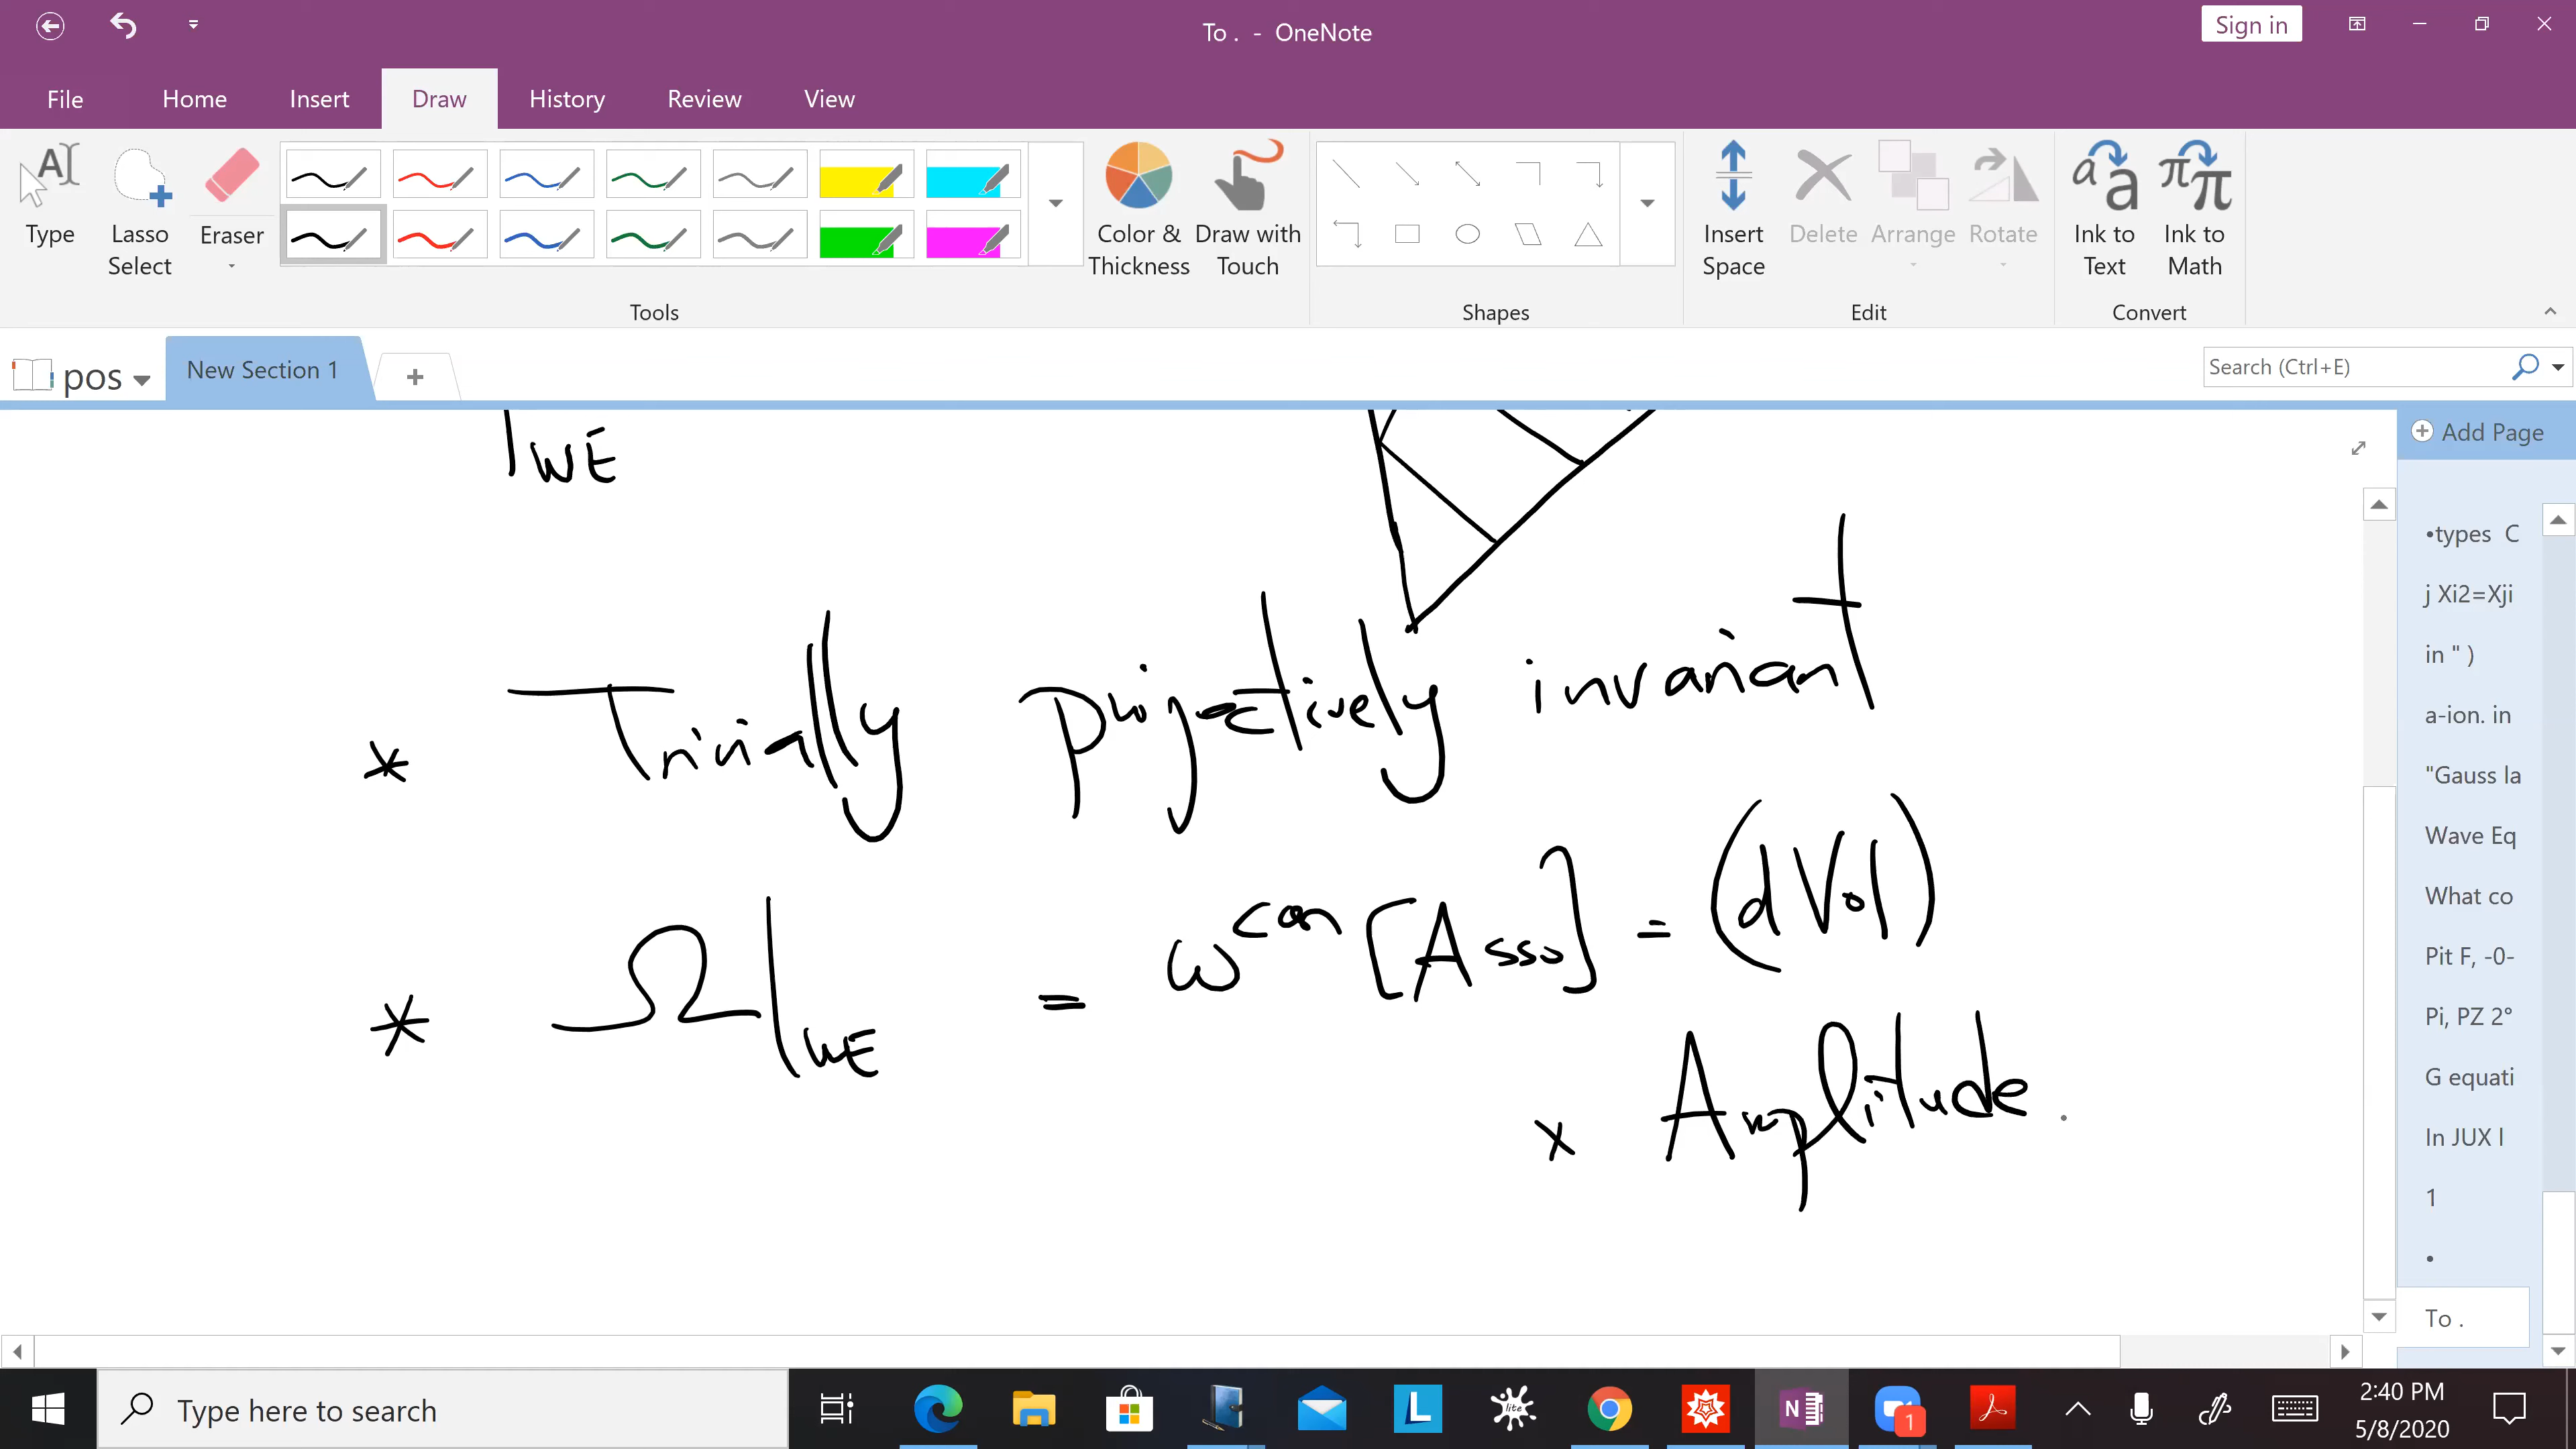 To . - OneNote
Sign in
File Home Insert Draw History Review View
Type
Lasso Select
Eraser
Color & Thickness
Draw with Touch
Insert Space
Delete
Arrange
Rotate
Ink to Text
Ink to Math
Tools Shapes Edit Convert
pos
New Section 1
+
Search (Ctrl+E)
Add Page
•types C
j Xi2=Xji
in " )
a-ion. in
"Gauss la
Wave Eq
What co
Pit F, -0-
Pi, PZ 2°
G equati
In JUX l
1
•
To .
|WE
* Trivially projectively invariant
* Ω|WE = ω^can [Asso] = (d Vol)
x Amplitude.
Type here to search
L
lite
N
1
2:40 PM
5/8/2020